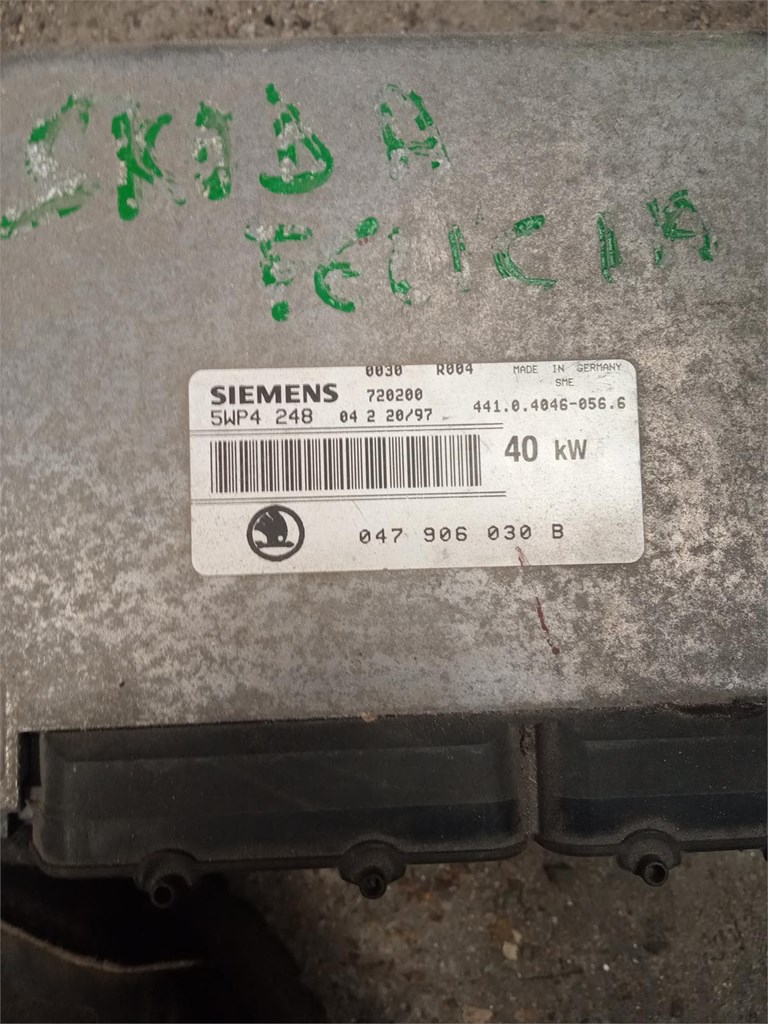 SKODA
FELICIA
0030 R004 MADE IN GERMANY
SIEMENS 720200 SME
5WP4 248 04 2 20/97 441.0.4046-056.6
40 kW
047 906 030 B